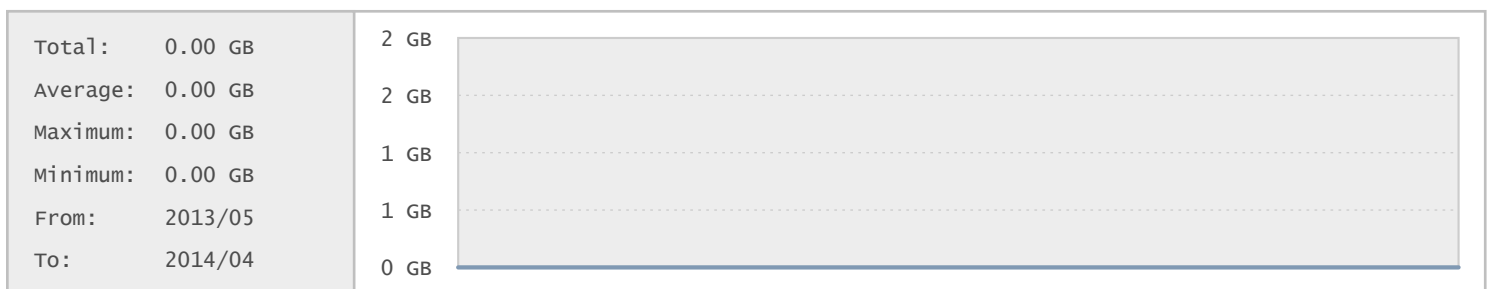 Total: 0.00 GB
Average: 0.00 GB
Maximum: 0.00 GB
Minimum: 0.00 GB
From: 2013/05
To: 2014/04
2 GB
2 GB
1 GB
1 GB
0 GB